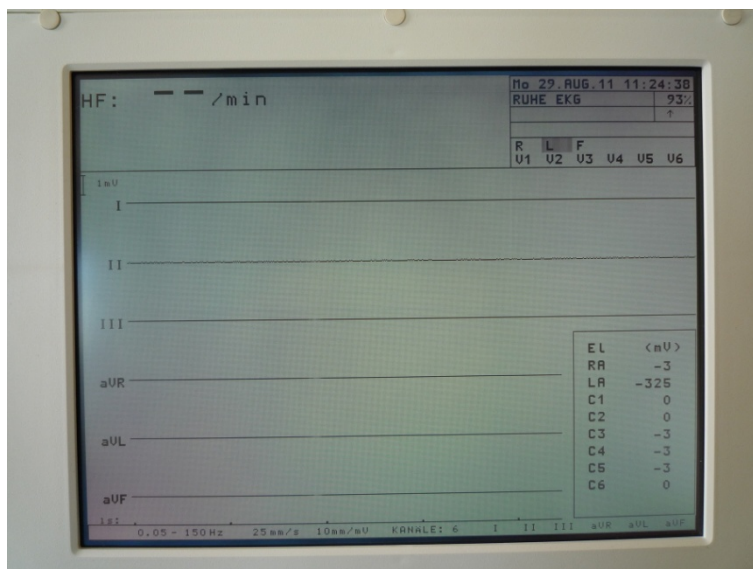 HF: -- /min
Mo 29.AUG.11 11:24:38
RUHE EKG 93%
↑
R L F
V1 V2 V3 V4 V5 V6
1mV
I
II
III
aVR
aVL
aVF
EL (mV)
RA -3
LA -325
C1 0
C2 0
C3 -3
C4 -3
C5 -3
C6 0
1s:
0.05 - 150Hz 25mm/s 10mm/mV KANÄLE: 6 I II III aVR aVL aVF